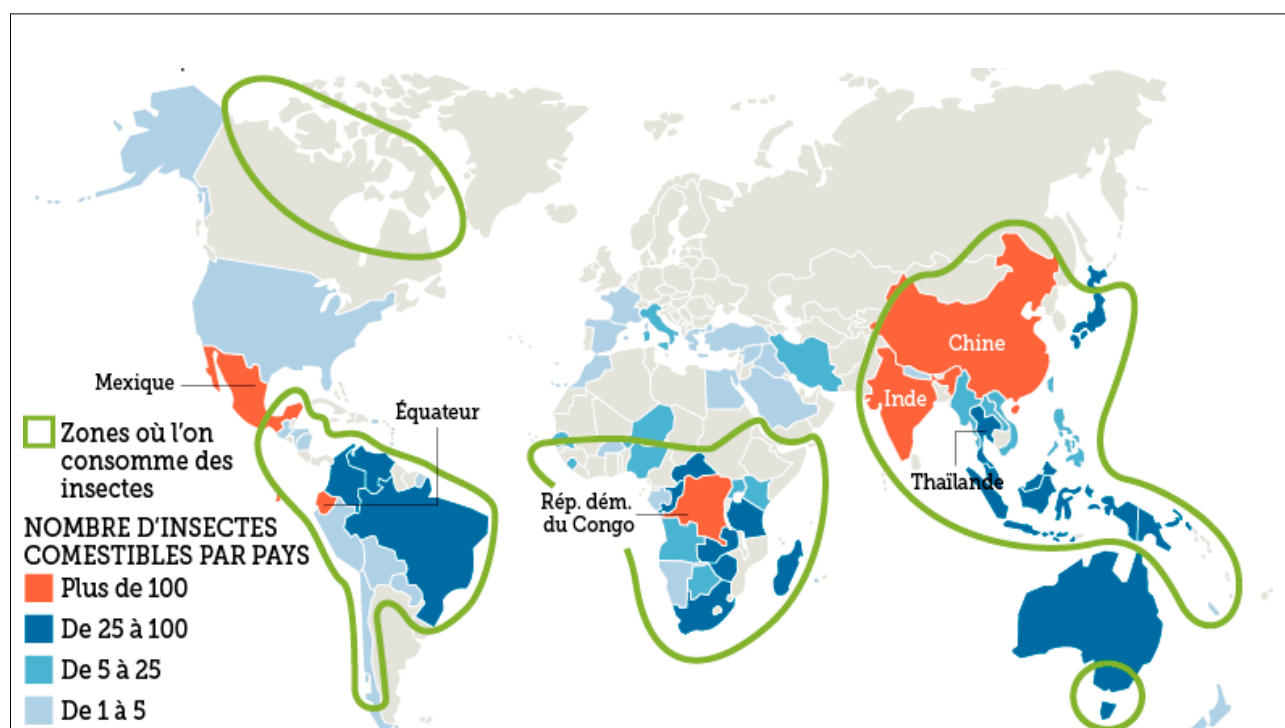 Mexique
Équateur
Chine
Inde
Thaïlande
Rép. dém.
du Congo
Zones où l'on
consomme des
insectes
NOMBRE D'INSECTES
COMESTIBLES PAR PAYS
Plus de 100
De 25 à 100
De 5 à 25
De 1 à 5